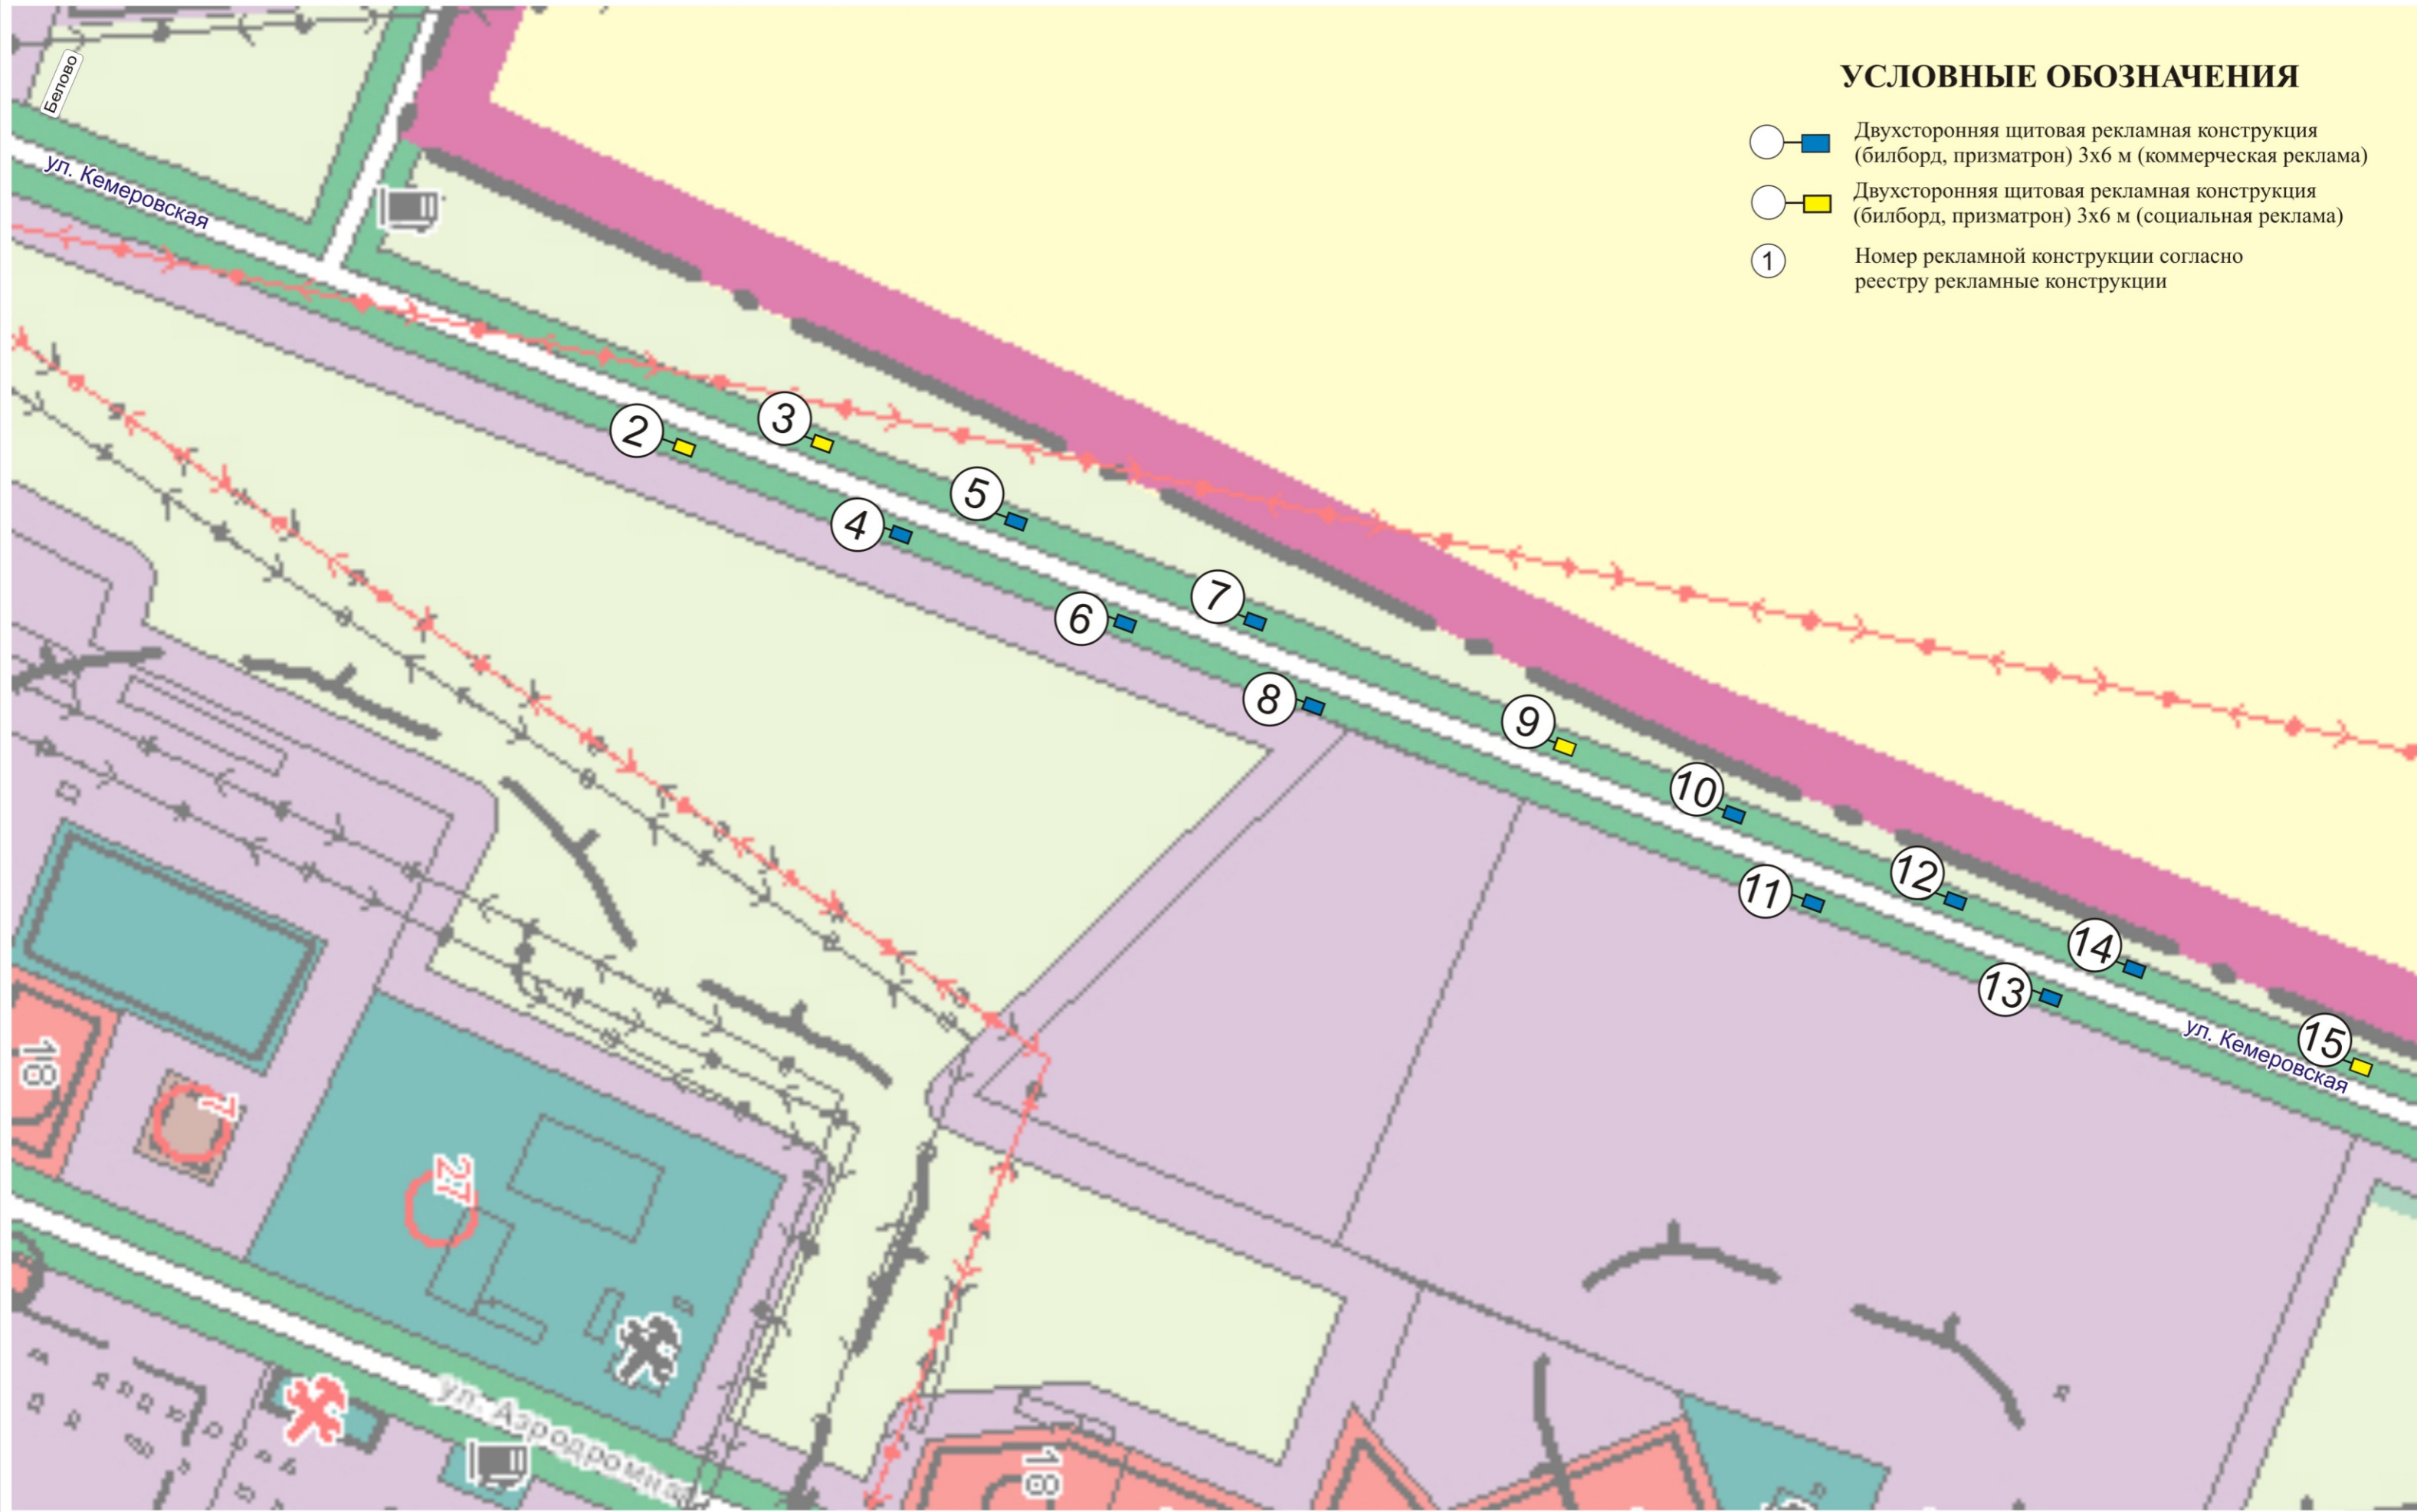 УСЛОВНЫЕ ОБОЗНАЧЕНИЯ
Двухсторонняя щитовая рекламная конструкция
(билборд, призматрон) 3х6 м (коммерческая реклама)
Двухсторонняя щитовая рекламная конструкция
(билборд, призматрон) 3х6 м (социальная реклама)
1
Номер рекламной конструкции согласно
реестру рекламные конструкции
Белово
ул. Кемеровская
2
3
4
5
6
7
8
9
10
11
12
13
14
15
ул. Кемеровская
18
7
27
ул. Аэродромная
18